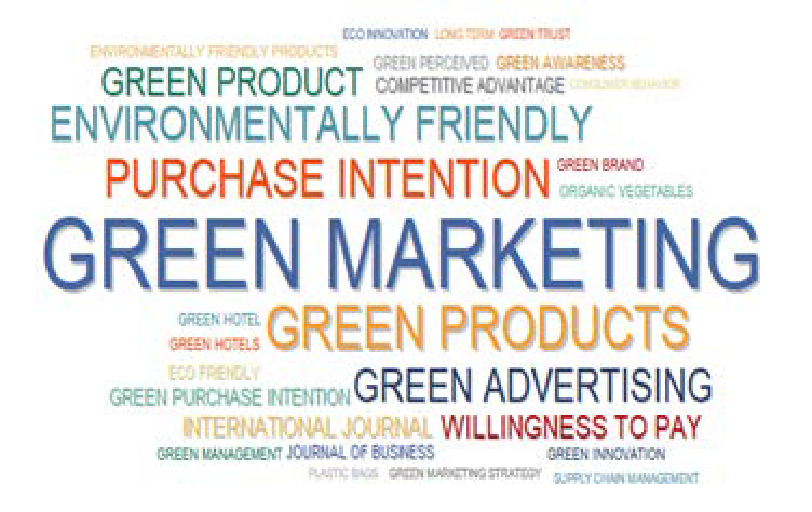 ECO INNOVATION LONG TERM GREEN TRUST
ENVIRONMENTALLY FRIENDLY PRODUCTS GREEN PERCEIVED GREEN AWARENESS
GREEN PRODUCT COMPETITIVE ADVANTAGE CONSUMER BEHAVIOR
ENVIRONMENTALLY FRIENDLY
PURCHASE INTENTION GREEN BRAND
ORGANIC VEGETABLES
GREEN MARKETING
GREEN HOTEL GREEN PRODUCTS
GREEN HOTELS
ECO FRIENDLY
GREEN PURCHASE INTENTION GREEN ADVERTISING
INTERNATIONAL JOURNAL WILLINGNESS TO PAY
GREEN MANAGEMENT JOURNAL OF BUSINESS GREEN INNOVATION
PLASTIC BAGS GREEN MARKETING STRATEGY SUPPLY CHAIN MANAGEMENT